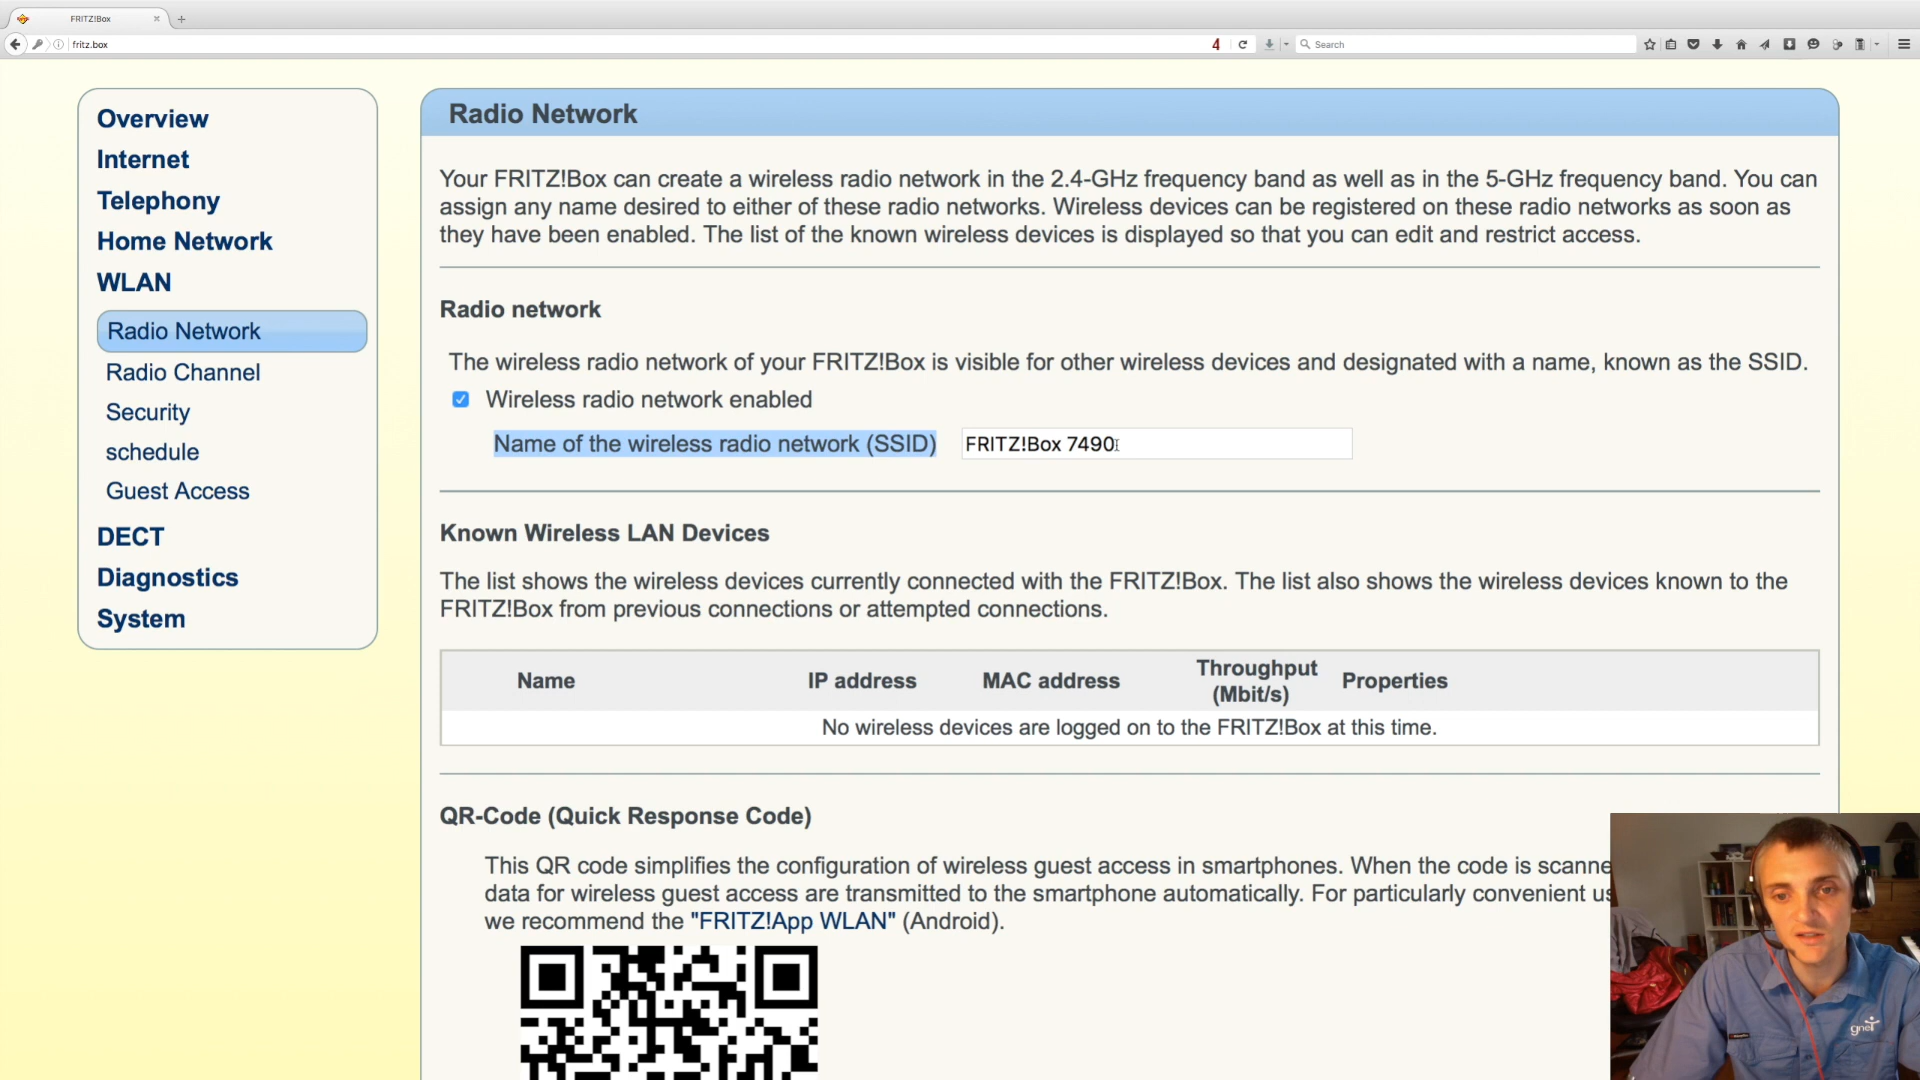 FRITZ!Box
fritz.box
4
Search
Overview
Internet
Telephony
Home Network
WLAN
Radio Network
Radio Channel
Security
schedule
Guest Access
DECT
Diagnostics
System
Radio Network
Your FRITZ!Box can create a wireless radio network in the 2.4-GHz frequency band as well as in the 5-GHz frequency band. You can
assign any name desired to either of these radio networks. Wireless devices can be registered on these radio networks as soon as
they have been enabled. The list of the known wireless devices is displayed so that you can edit and restrict access.
Radio network
The wireless radio network of your FRITZ!Box is visible for other wireless devices and designated with a name, known as the SSID.
Wireless radio network enabled
Name of the wireless radio network (SSID) FRITZ!Box 7490
Known Wireless LAN Devices
The list shows the wireless devices currently connected with the FRITZ!Box. The list also shows the wireless devices known to the
FRITZ!Box from previous connections or attempted connections.
Name IP address MAC address Throughput (Mbit/s) Properties
No wireless devices are logged on to the FRITZ!Box at this time.
QR-Code (Quick Response Code)
This QR code simplifies the configuration of wireless guest access in smartphones. When the code is scanne
data for wireless guest access are transmitted to the smartphone automatically. For particularly convenient us
we recommend the "FRITZ!App WLAN" (Android).
gnet